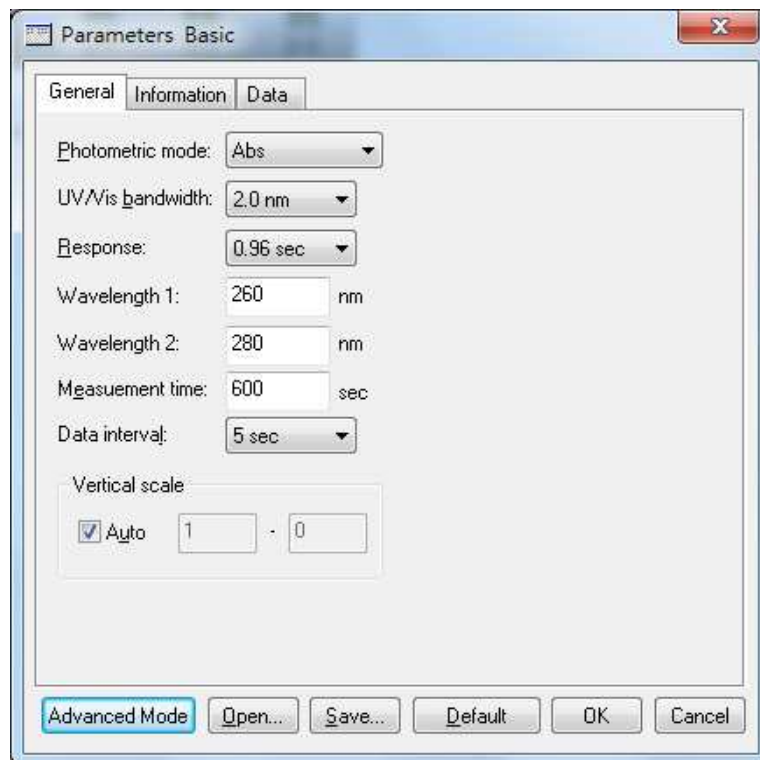 Parameters Basic
General Information Data
Photometric mode: Abs
UV/Vis bandwidth: 2.0 nm
Response: 0.96 sec
Wavelength 1: 260 nm
Wavelength 2: 280 nm
Measuement time: 600 sec
Data interval: 5 sec
Vertical scale
Auto 1 - 0
Advanced Mode Open... Save... Default OK Cancel